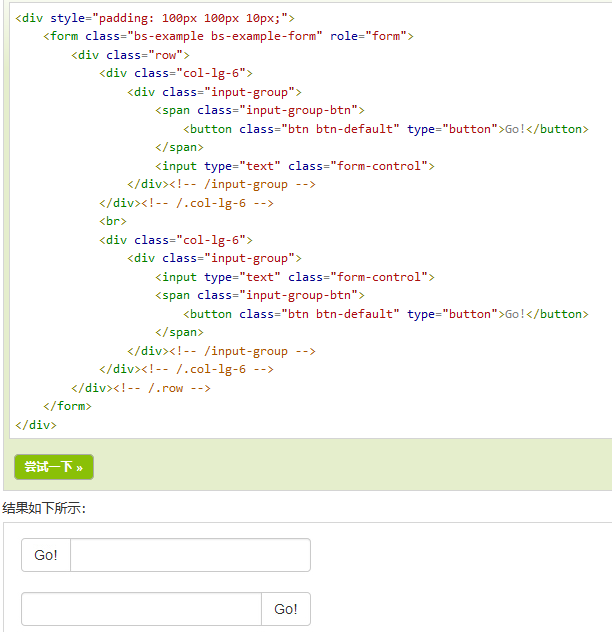 <div style="padding: 100px 100px 10px;">
    <form class="bs-example bs-example-form" role="form">
        <div class="row">
            <div class="col-lg-6">
                <div class="input-group">
                    <span class="input-group-btn">
                        <button class="btn btn-default" type="button">Go!</button>
                    </span>
                    <input type="text" class="form-control">
                </div><!-- /input-group -->
            </div><!-- /.col-lg-6 -->
            <br>
            <div class="col-lg-6">
                <div class="input-group">
                    <input type="text" class="form-control">
                    <span class="input-group-btn">
                        <button class="btn btn-default" type="button">Go!</button>
                    </span>
                </div><!-- /input-group -->
            </div><!-- /.col-lg-6 -->
        </div><!-- /.row -->
    </form>
</div>
尝试一下 »
结果如下所示：
Go!
Go!